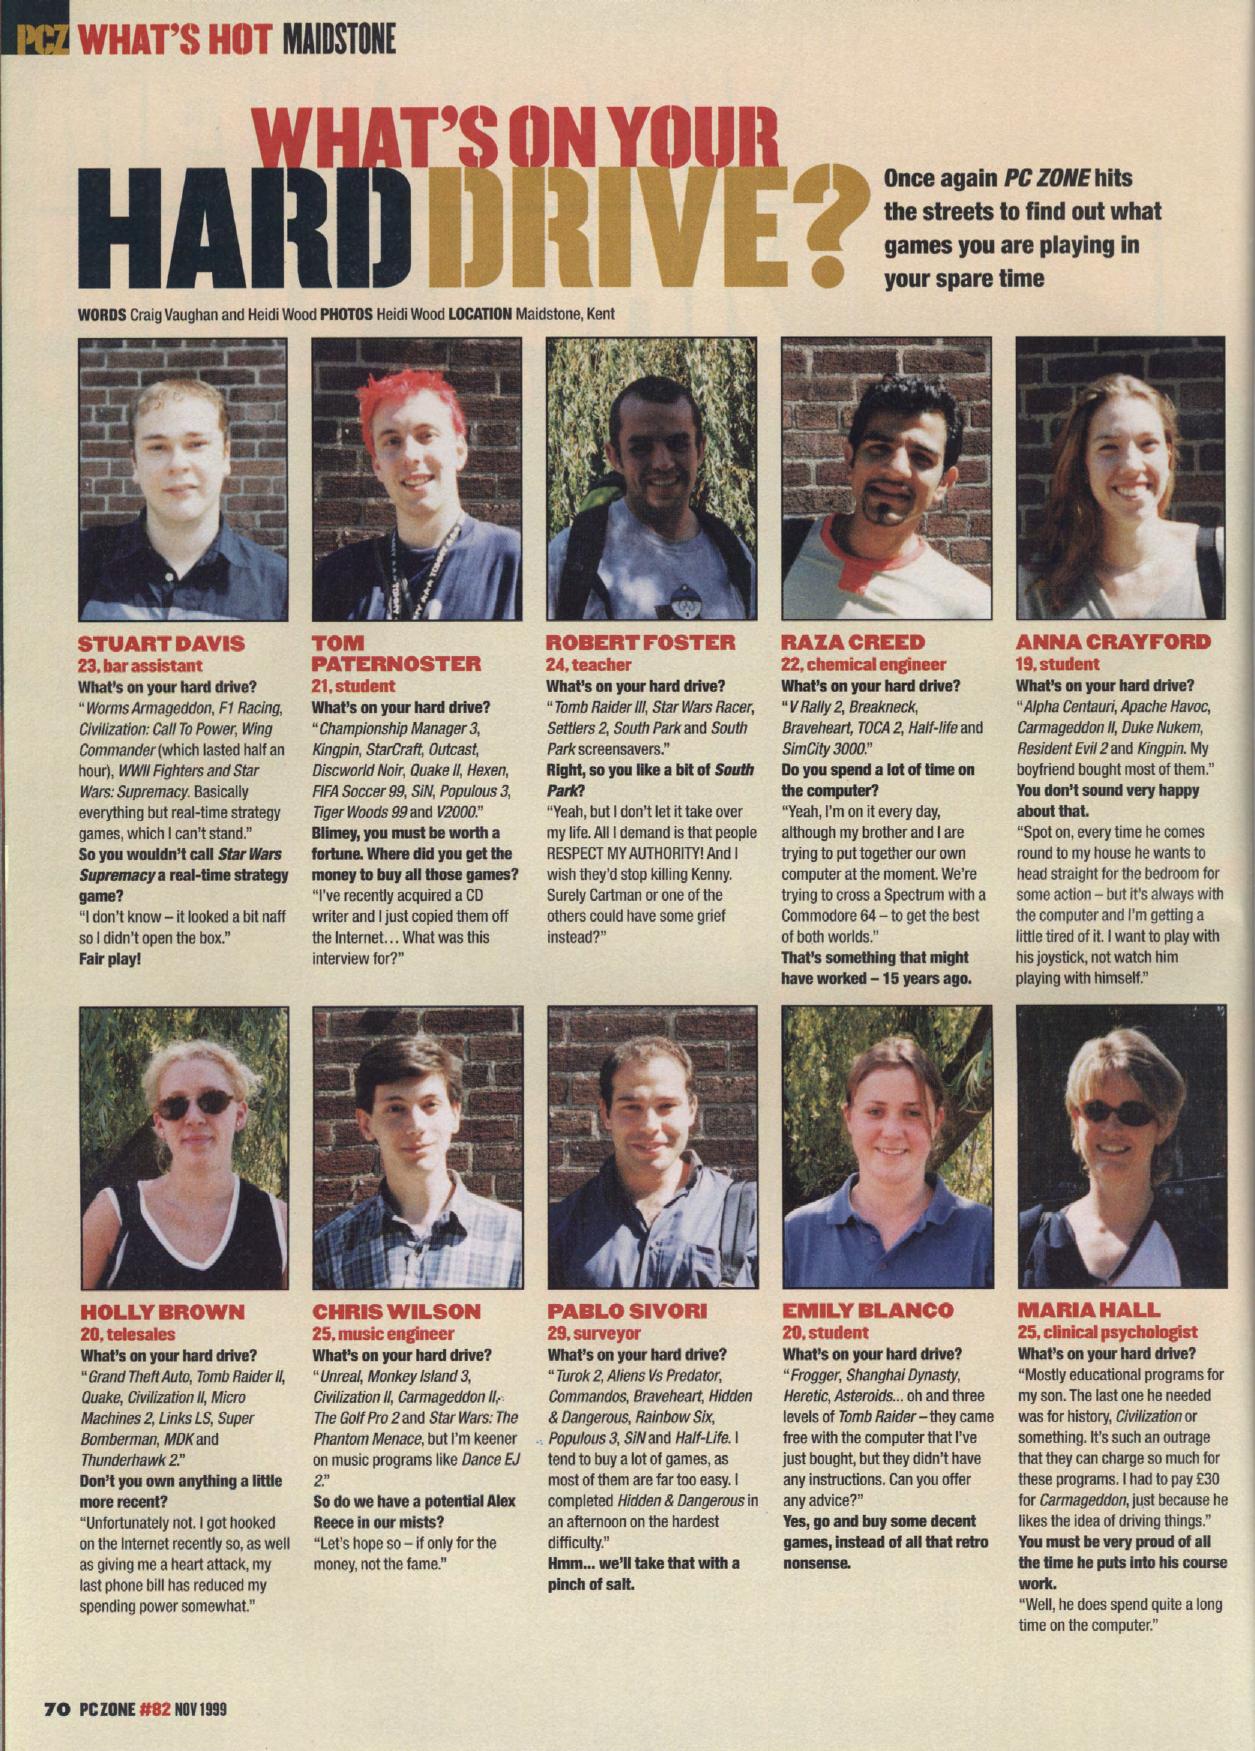 PCZ WHAT'S HOT MAIDSTONE
WHAT'S ON YOUR
HARD DRIVE?
Once again PC ZONE hits
the streets to find out what
games you are playing in
your spare time
WORDS Craig Vaughan and Heidi Wood PHOTOS Heidi Wood LOCATION Maidstone, Kent
STUART DAVIS
23, bar assistant
What's on your hard drive?
"Worms Armageddon, F1 Racing,
Civilization: Call To Power, Wing
Commander (which lasted half an
hour), WWII Fighters and Star
Wars: Supremacy. Basically
everything but real-time strategy
games, which I can't stand."
So you wouldn't call Star Wars
Supremacy a real-time strategy
game?
"I don't know – it looked a bit naff
so I didn't open the box."
Fair play!
TOM
PATERNOSTER
21, student
What's on your hard drive?
"Championship Manager 3,
Kingpin, StarCraft, Outcast,
Discworld Noir, Quake II, Hexen,
FIFA Soccer 99, SiN, Populous 3,
Tiger Woods 99 and V2000."
Blimey, you must be worth a
fortune. Where did you get the
money to buy all those games?
"I've recently acquired a CD
writer and I just copied them off
the Internet... What was this
interview for?"
ROBERT FOSTER
24, teacher
What's on your hard drive?
"Tomb Raider III, Star Wars Racer,
Settlers 2, South Park and South
Park screensavers."
Right, so you like a bit of South
Park?
"Yeah, but I don't let it take over
my life. All I demand is that people
RESPECT MY AUTHORITY! And I
wish they'd stop killing Kenny.
Surely Cartman or one of the
others could have some grief
instead?"
RAZA CREED
22, chemical engineer
What's on your hard drive?
"V Rally 2, Breakneck,
Braveheart, TOCA 2, Half-life and
SimCity 3000."
Do you spend a lot of time on
the computer?
"Yeah, I'm on it every day,
although my brother and I are
trying to put together our own
computer at the moment. We're
trying to cross a Spectrum with a
Commodore 64 – to get the best
of both worlds."
That's something that might
have worked – 15 years ago.
ANNA CRAYFORD
19, student
What's on your hard drive?
"Alpha Centauri, Apache Havoc,
Carmageddon II, Duke Nukem,
Resident Evil 2 and Kingpin. My
boyfriend bought most of them."
You don't sound very happy
about that.
"Spot on, every time he comes
round to my house he wants to
head straight for the bedroom for
some action – but it's always with
the computer and I'm getting a
little tired of it. I want to play with
his joystick, not watch him
playing with himself."
HOLLY BROWN
20, telesales
What's on your hard drive?
"Grand Theft Auto, Tomb Raider II,
Quake, Civilization II, Micro
Machines 2, Links LS, Super
Bomberman, MDK and
Thunderhawk 2."
Don't you own anything a little
more recent?
"Unfortunately not. I got hooked
on the Internet recently so, as well
as giving me a heart attack, my
last phone bill has reduced my
spending power somewhat."
CHRIS WILSON
25, music engineer
What's on your hard drive?
"Unreal, Monkey Island 3,
Civilization II, Carmageddon II,
The Golf Pro 2 and Star Wars: The
Phantom Menace, but I'm keener
on music programs like Dance EJ
2."
So do we have a potential Alex
Reece in our mists?
"Let's hope so – if only for the
money, not the fame."
PABLO SIVORI
29, surveyor
What's on your hard drive?
"Turok 2, Aliens Vs Predator,
Commandos, Braveheart, Hidden
& Dangerous, Rainbow Six,
Populous 3, SiN and Half-Life. I
tend to buy a lot of games, as
most of them are far too easy. I
completed Hidden & Dangerous in
an afternoon on the hardest
difficulty."
Hmm... we'll take that with a
pinch of salt.
EMILY BLANCO
20, student
What's on your hard drive?
"Frogger, Shanghai Dynasty,
Heretic, Asteroids... oh and three
levels of Tomb Raider – they came
free with the computer that I've
just bought, but they didn't have
any instructions. Can you offer
any advice?"
Yes, go and buy some decent
games, instead of all that retro
nonsense.
MARIA HALL
25, clinical psychologist
What's on your hard drive?
"Mostly educational programs for
my son. The last one he needed
was for history, Civilization or
something. It's such an outrage
that they can charge so much for
these programs. I had to pay £30
for Carmageddon, just because he
likes the idea of driving things."
You must be very proud of all
the time he puts into his course
work.
"Well, he does spend quite a long
time on the computer."
70 PC ZONE #82 NOV 1999